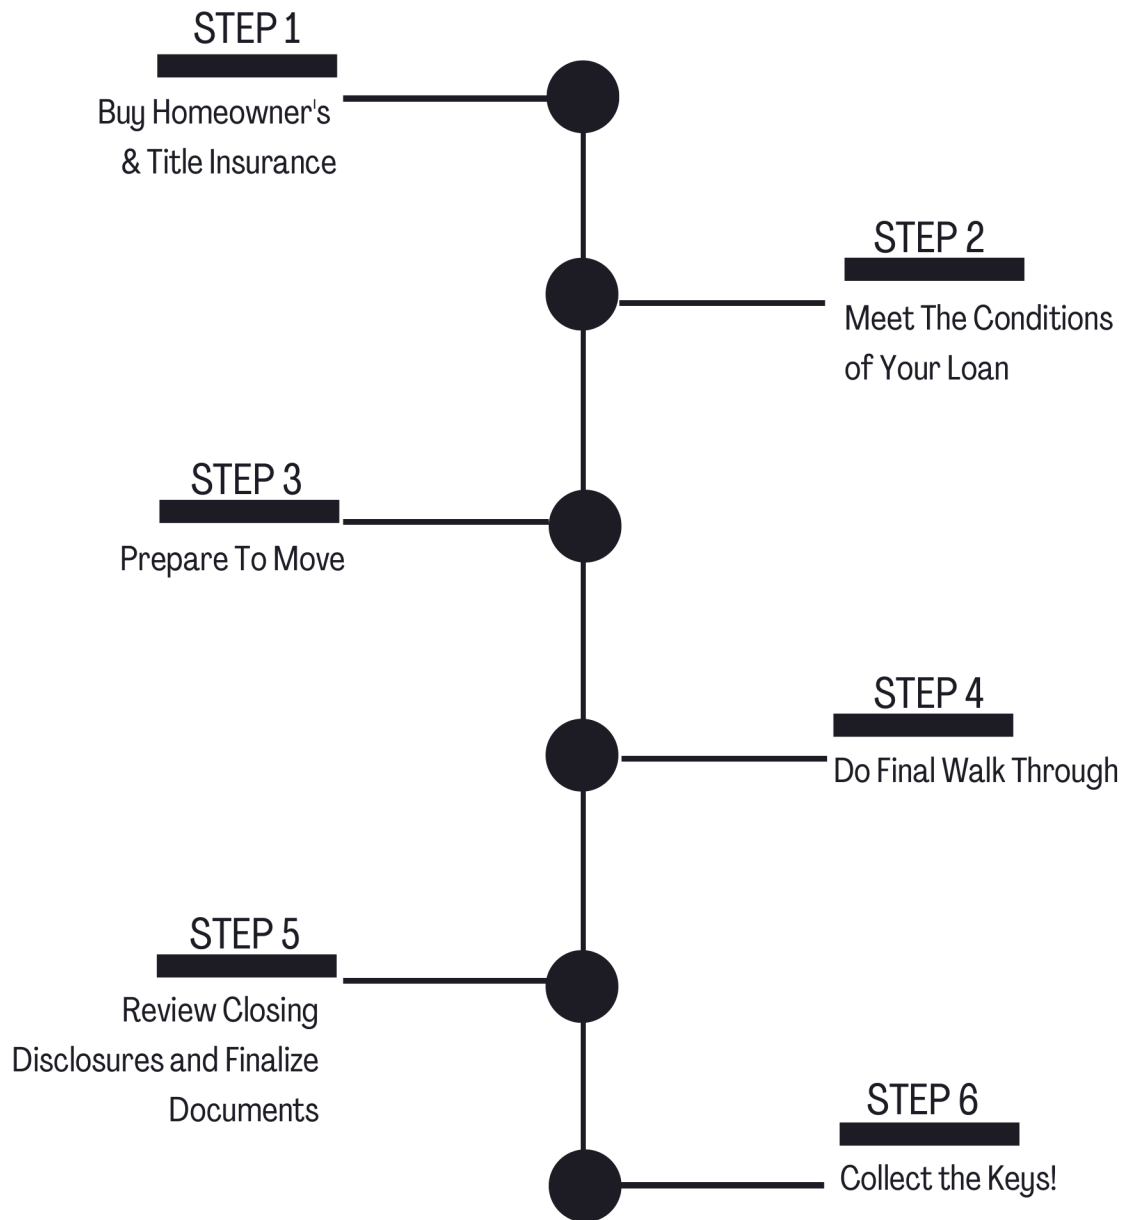 STEP 1
Buy Homeowner's
& Title Insurance
STEP 2
Meet The Conditions
of Your Loan
STEP 3
Prepare To Move
STEP 4
Do Final Walk Through
STEP 5
Review Closing
Disclosures and Finalize
Documents
STEP 6
Collect the Keys!